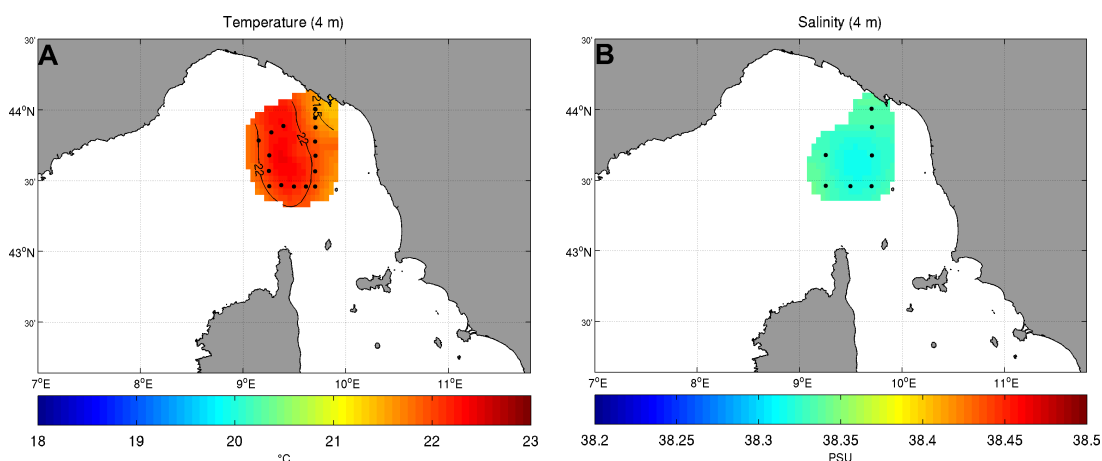 Temperature (4 m)
Salinity (4 m)
A
B
30'
44°N
30'
43°N
30'
7°E
8°E
9°E
10°E
11°E
21.5
22
22
30'
44°N
30'
43°N
30'
7°E
8°E
9°E
10°E
11°E
18
19
20
21
22
23
°C
38.2
38.25
38.3
38.35
38.4
38.45
38.5
PSU